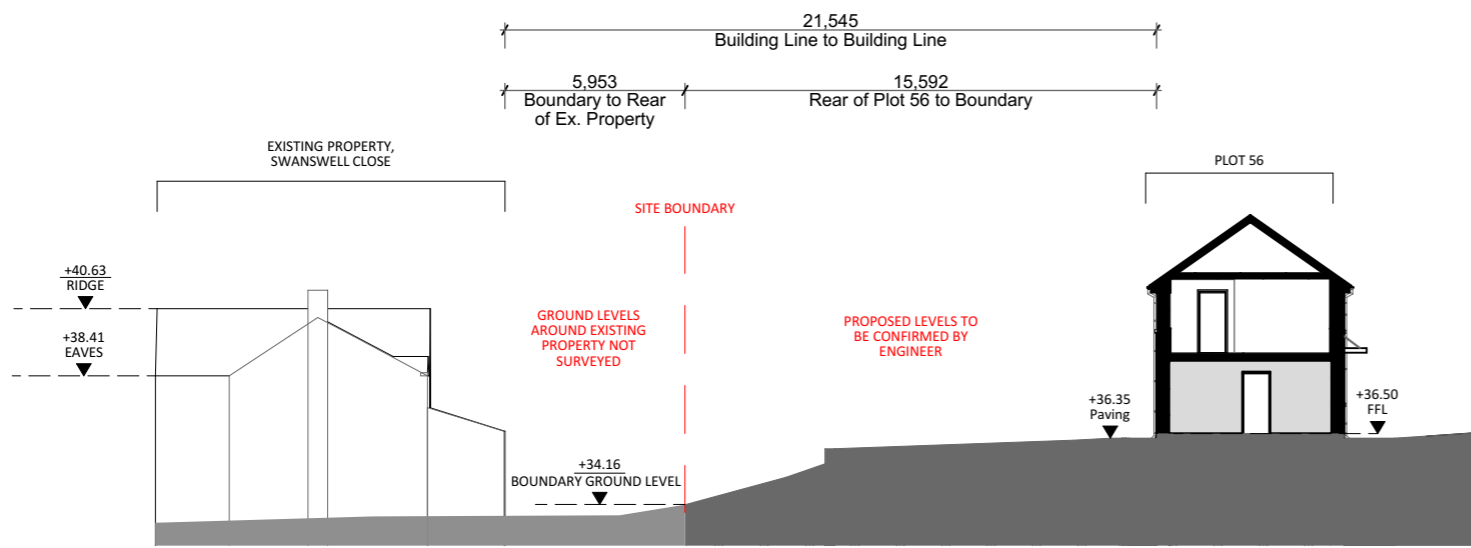 21,545
Building Line to Building Line
5,953
Boundary to Rear
of Ex. Property
15,592
Rear of Plot 56 to Boundary
EXISTING PROPERTY,
SWANSWELL CLOSE
PLOT 56
SITE BOUNDARY
+40.63
RIDGE
+38.41
EAVES
GROUND LEVELS
AROUND EXISTING
PROPERTY NOT
SURVEYED
PROPOSED LEVELS TO
BE CONFIRMED BY
ENGINEER
+36.35
Paving
+36.50
FFL
+34.16
BOUNDARY GROUND LEVEL